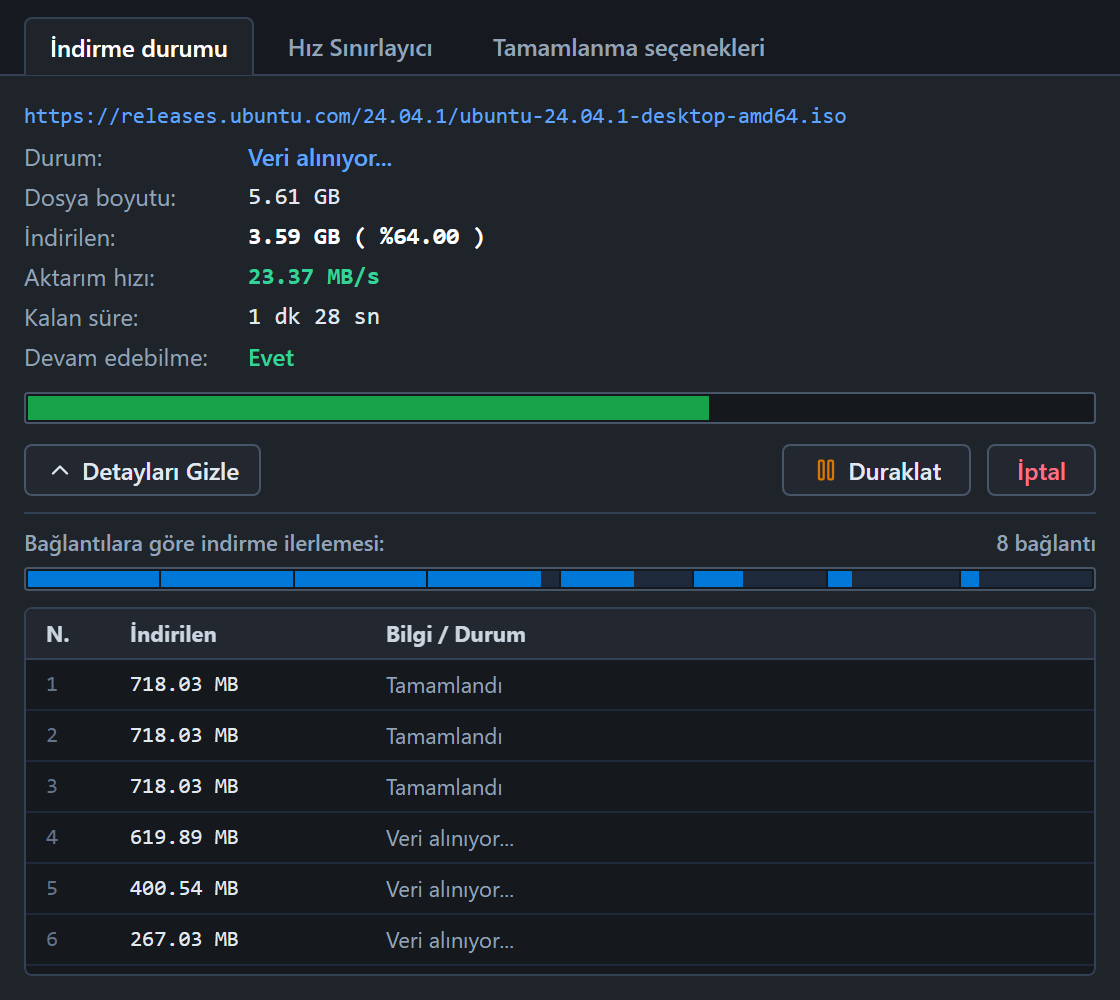 İndirme durumu Hız Sınırlayıcı Tamamlanma seçenekleri
https://releases.ubuntu.com/24.04.1/ubuntu-24.04.1-desktop-amd64.iso
Durum: Veri alınıyor...
Dosya boyutu: 5.61 GB
İndirilen: 3.59 GB ( %64.00 )
Aktarım hızı: 23.37 MB/s
Kalan süre: 1 dk 28 sn
Devam edebilme: Evet
Detayları Gizle Duraklat İptal
Bağlantılara göre indirme ilerlemesi: 8 bağlantı
N. İndirilen Bilgi / Durum
1 718.03 MB Tamamlandı
2 718.03 MB Tamamlandı
3 718.03 MB Tamamlandı
4 619.89 MB Veri alınıyor...
5 400.54 MB Veri alınıyor...
6 267.03 MB Veri alınıyor...